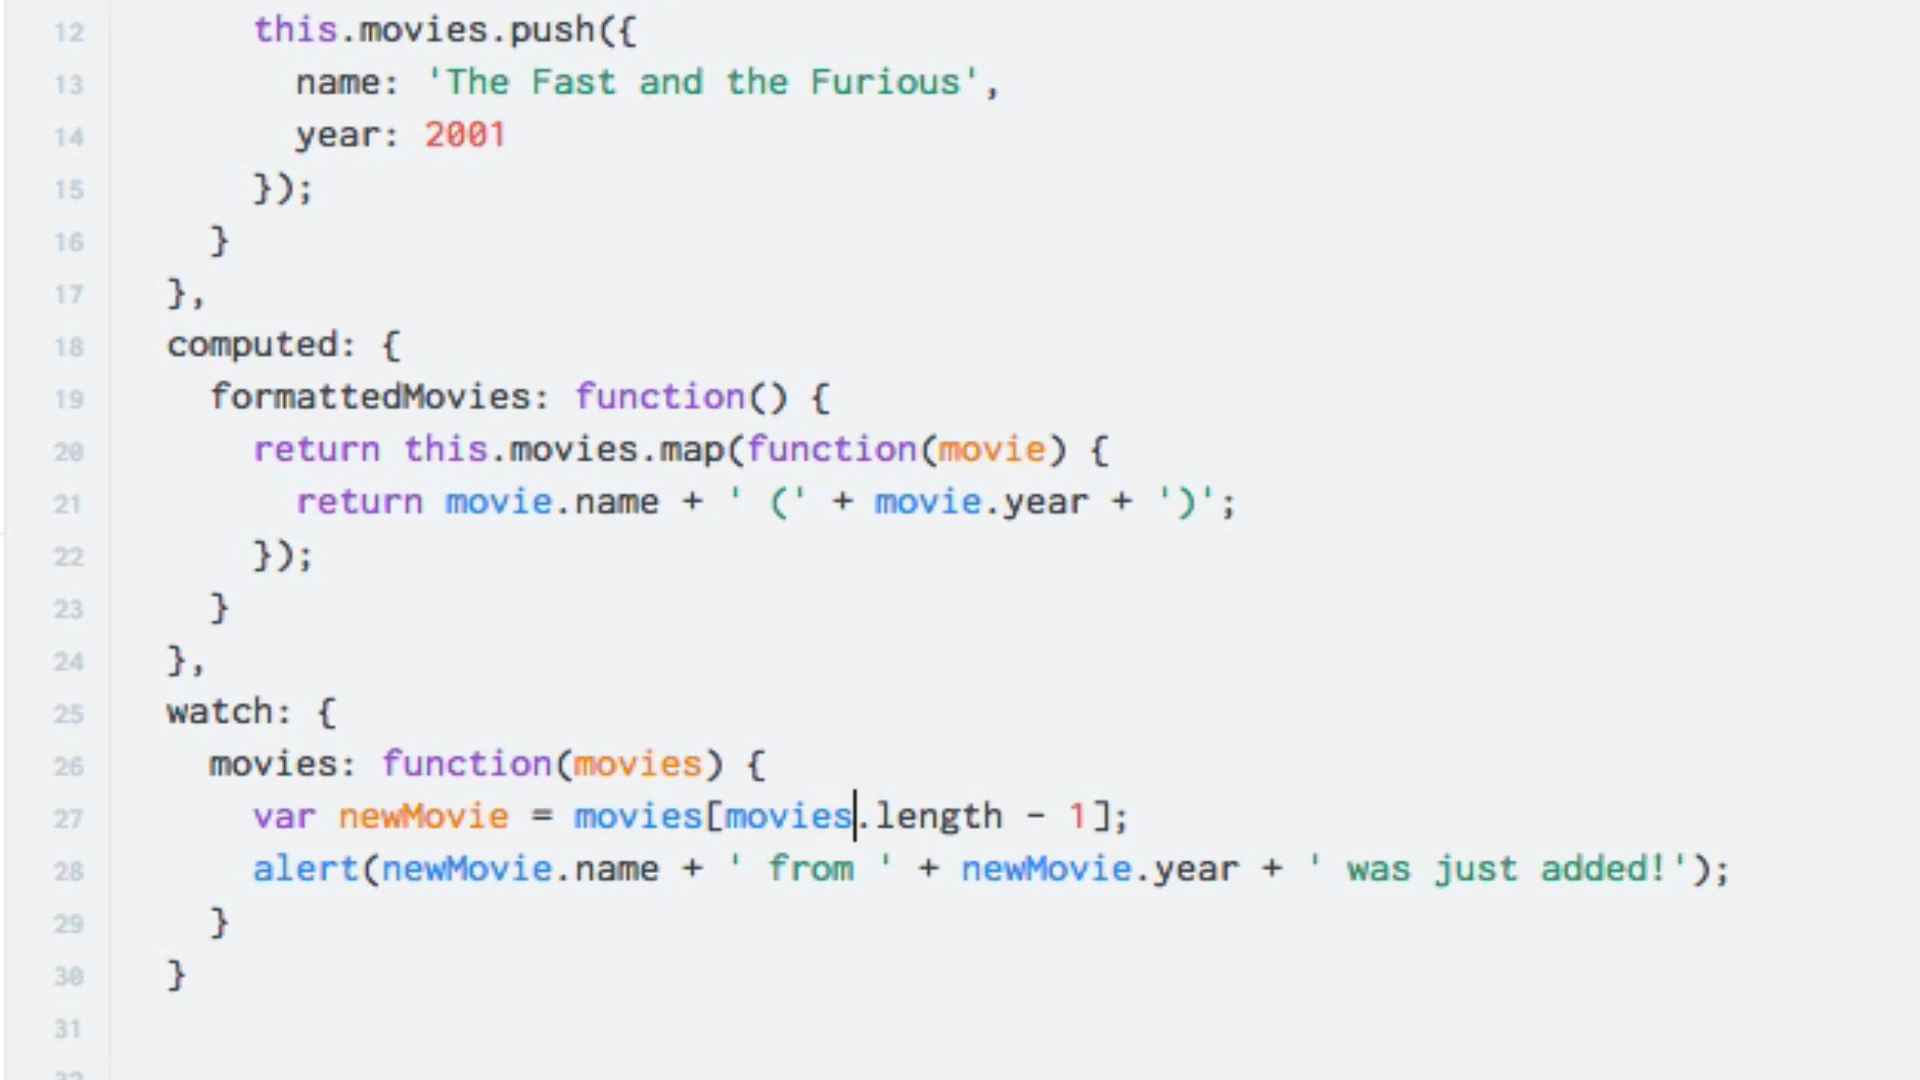 12 this.movies.push({
13 name: 'The Fast and the Furious',
14 year: 2001
15 });
16 }
17 },
18 computed: {
19 formattedMovies: function() {
20 return this.movies.map(function(movie) {
21 return movie.name + ' (' + movie.year + ')';
22 });
23 }
24 },
25 watch: {
26 movies: function(movies) {
27 var newMovie = movies[movies.length - 1];
28 alert(newMovie.name + ' from ' + newMovie.year + ' was just added!');
29 }
30 }
31